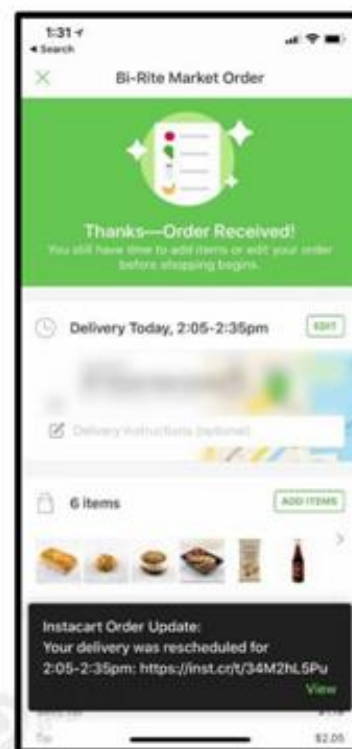 1:31
Search
Bi-Rite Market Order
Thanks—Order Received!
You still have time to add items or edit your order
before shopping begins.
Delivery Today, 2:05-2:35pm
EDIT
Delivery instructions (optional)
6 items
ADD ITEMS
Instacart Order Update:
Your delivery was rescheduled for
2:05-2:35pm: https://inst.cr/t/34M2hL5Pu
View
Tip
$2.05